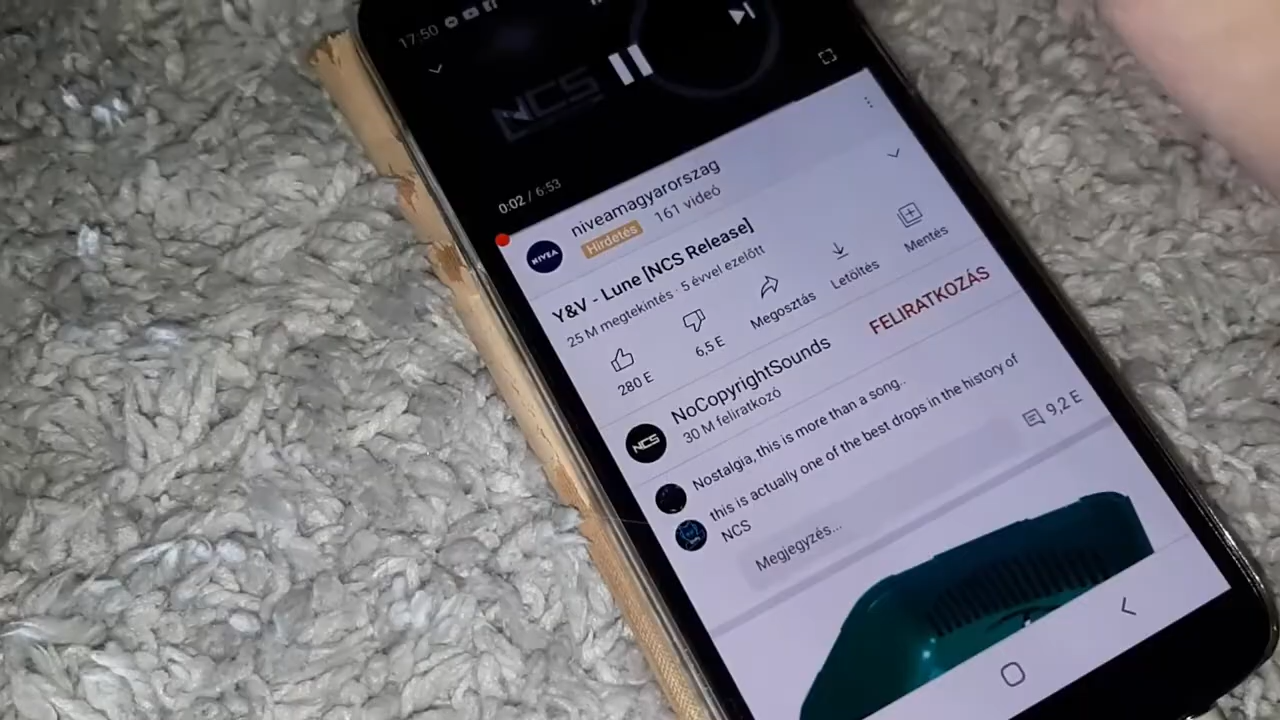 17:50
NCS
0:02 / 6:53
NIVEA
niveamagyarorszag
Hirdetés 161 videó
Y&V - Lune [NCS Release]
25 M megtekintés · 5 évvel ezelőtt
280 E
6,5 E
Megosztás
Letöltés
Mentés
NCS
NoCopyrightSounds
30 M feliratkozó
FELIRATKOZÁS
Nostalgia, this is more than a song..
this is actually one of the best drops in the history of
NCS
9,2 E
Megjegyzés...